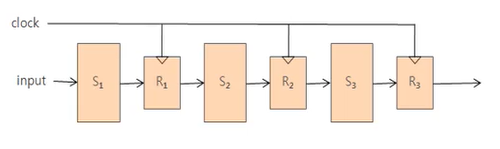 clock
input S₁ R₁ S₂ R₂ S₃ R₃